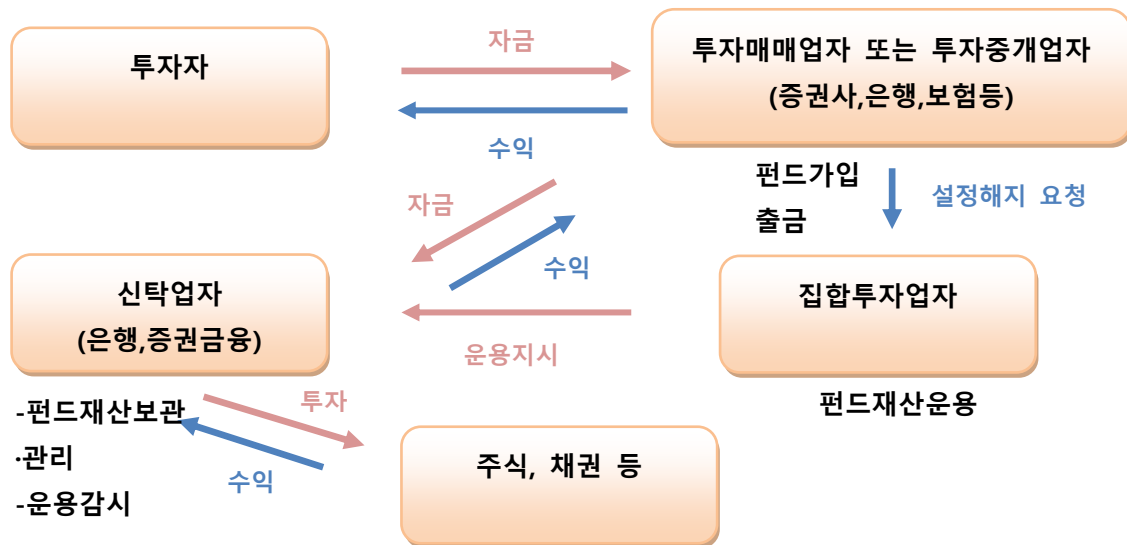 투자자
자금
수익
투자매매업자 또는 투자중개업자
(증권사,은행,보험등)
펀드가입
출금
설정해지 요청
자금
수익
신탁업자
(은행,증권금융)
운용지시
집합투자업자
펀드재산운용
-펀드재산보관
·관리
-운용감시
투자
수익
주식, 채권 등